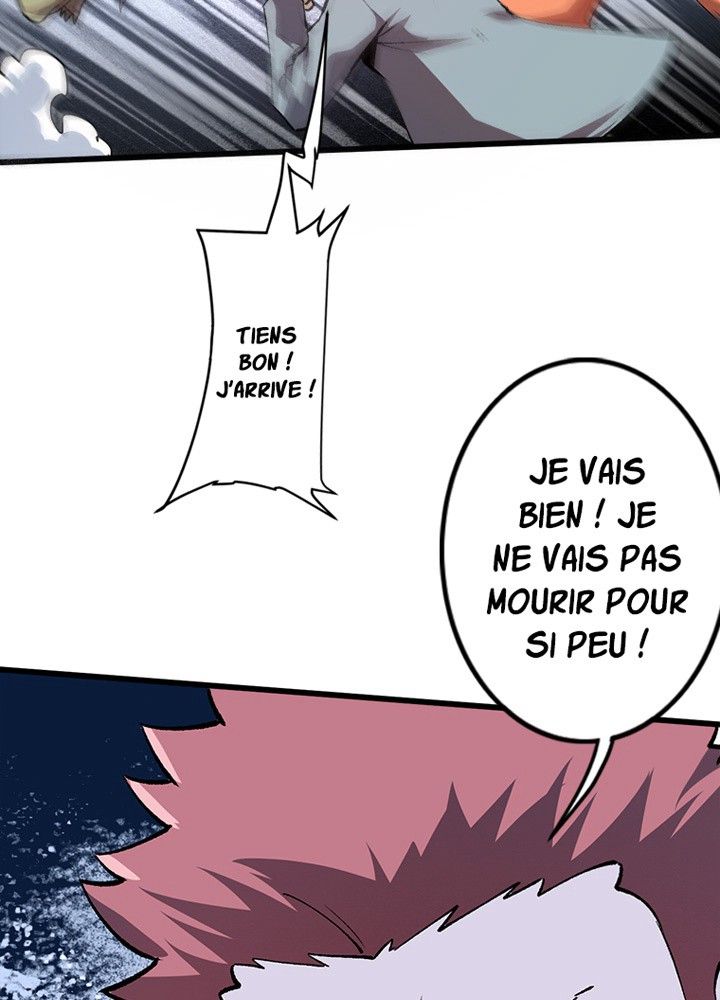 TIENS
BON !
J'ARRIVE !
JE VAIS
BIEN ! JE
NE VAIS PAS
MOURIR POUR
SI PEU !